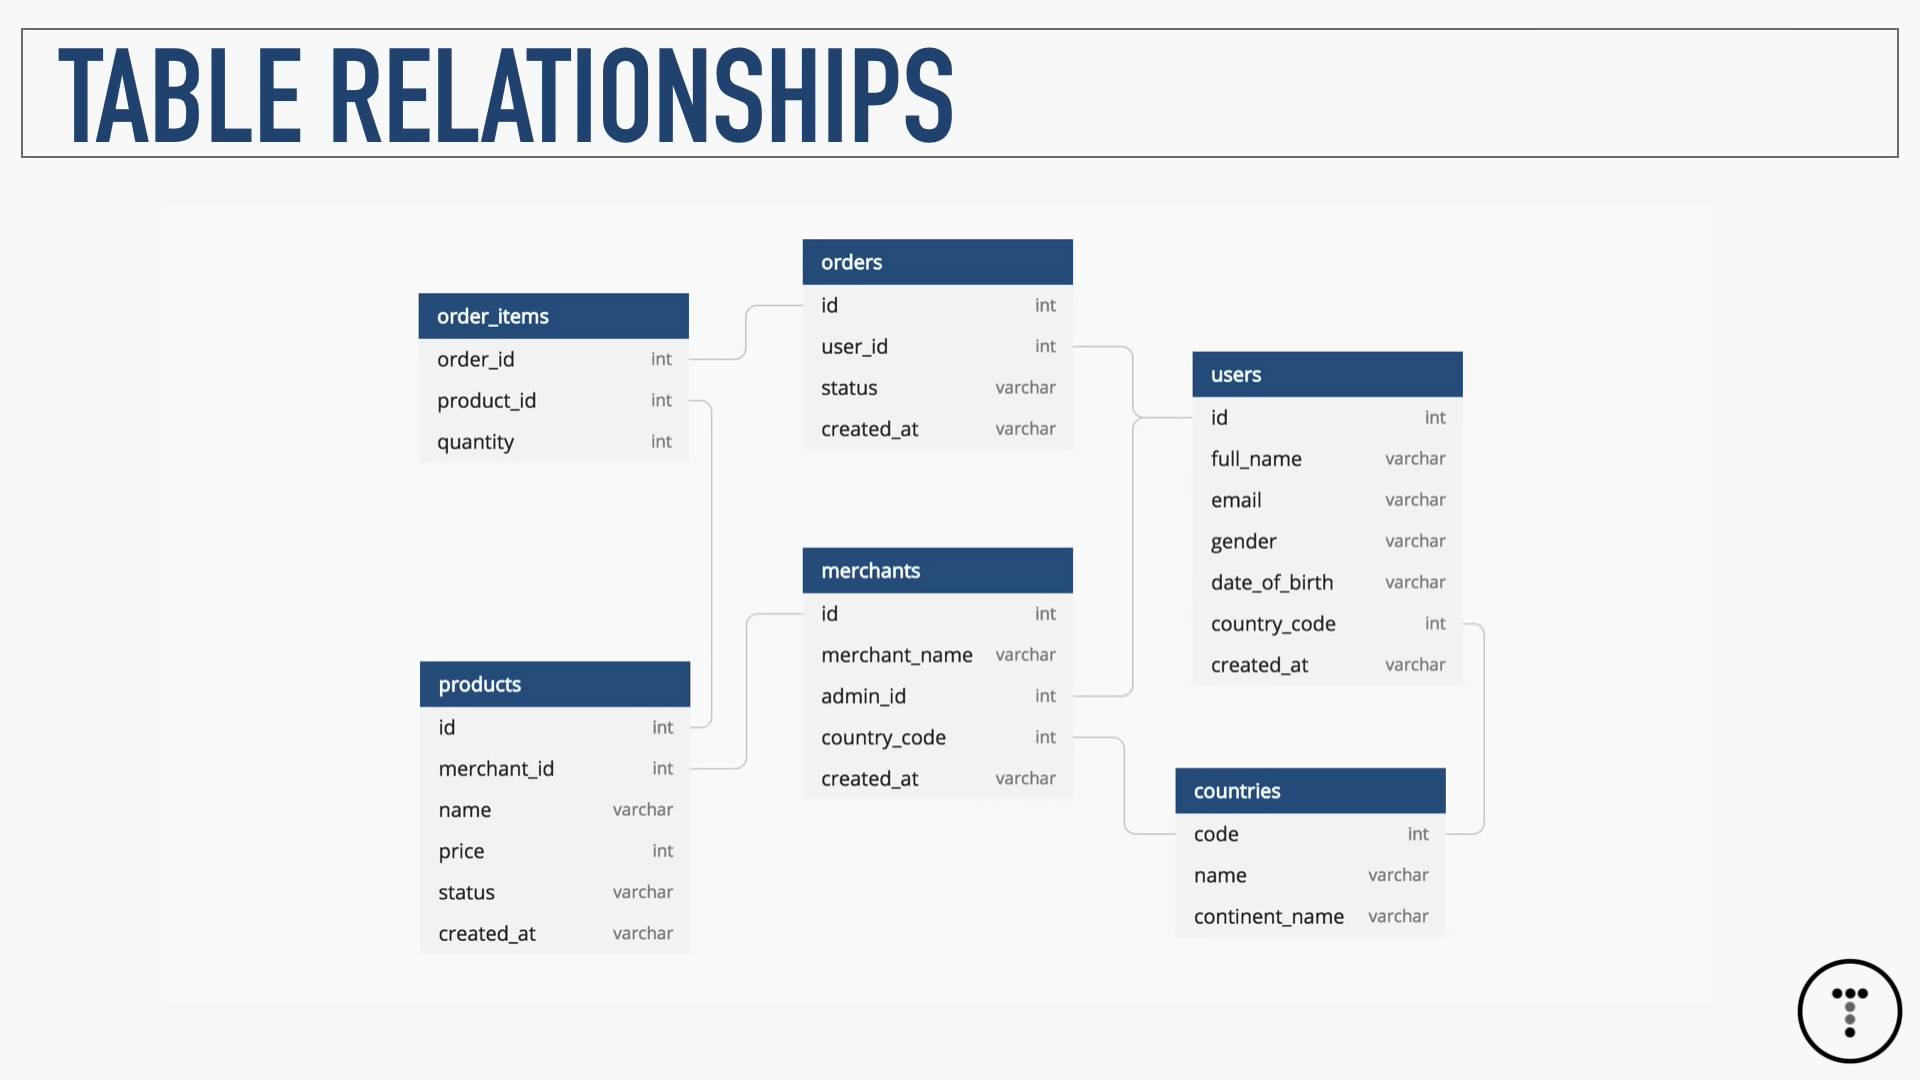 TABLE RELATIONSHIPS
order_items
order_id int
product_id int
quantity int
orders
id int
user_id int
status varchar
created_at varchar
users
id int
full_name varchar
email varchar
gender varchar
date_of_birth varchar
country_code int
created_at varchar
merchants
id int
merchant_name varchar
admin_id int
country_code int
created_at varchar
products
id int
merchant_id int
name varchar
price int
status varchar
created_at varchar
countries
code int
name varchar
continent_name varchar